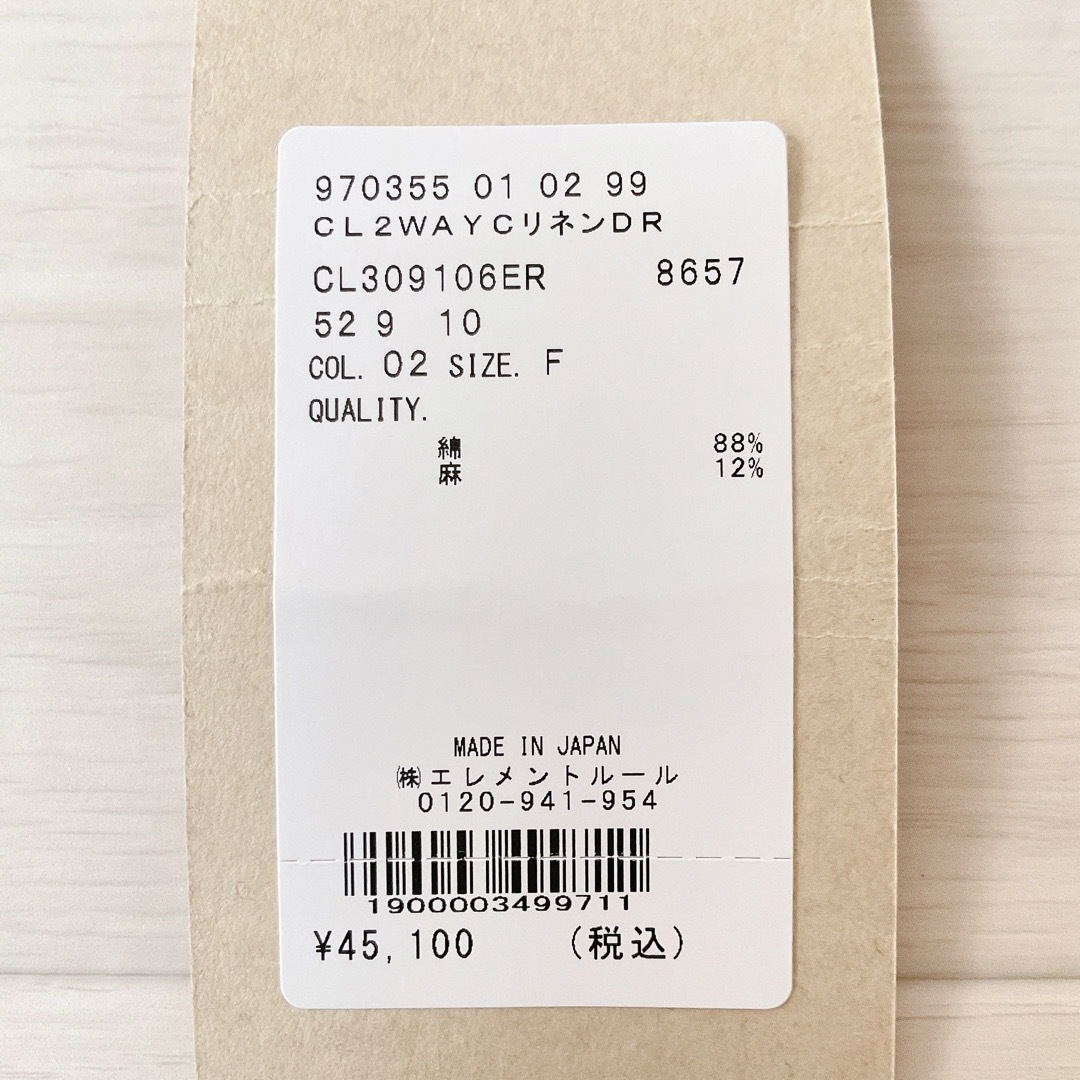 970355 01 02 99
CL2WAYCリネンDR
CL309106ER 8657
52 9 10
COL. 02 SIZE. F
QUALITY.
綿 88%
麻 12%
MADE IN JAPAN
㈱エレメントルール
0120-941-954
1900003499711
¥45,100 (税込)